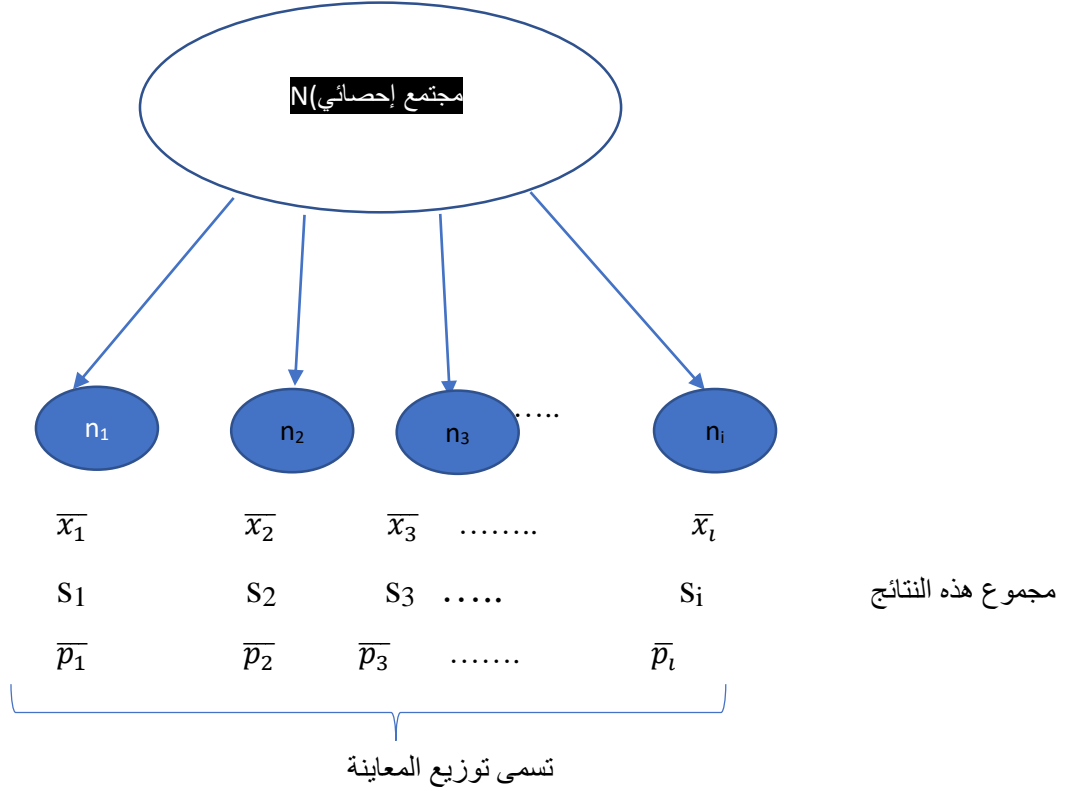 مجتمع إحصائي)N
n₁ n₂ n₃ ..... nᵢ
x̅₁ x̅₂ x̅₃ ........ x̅ᵢ
s₁ s₂ s₃ ..... sᵢ
مجموع هذه النتائج
p̅₁ p̅₂ p̅₃ ....... p̅ᵢ
تسمى توزيع المعاينة